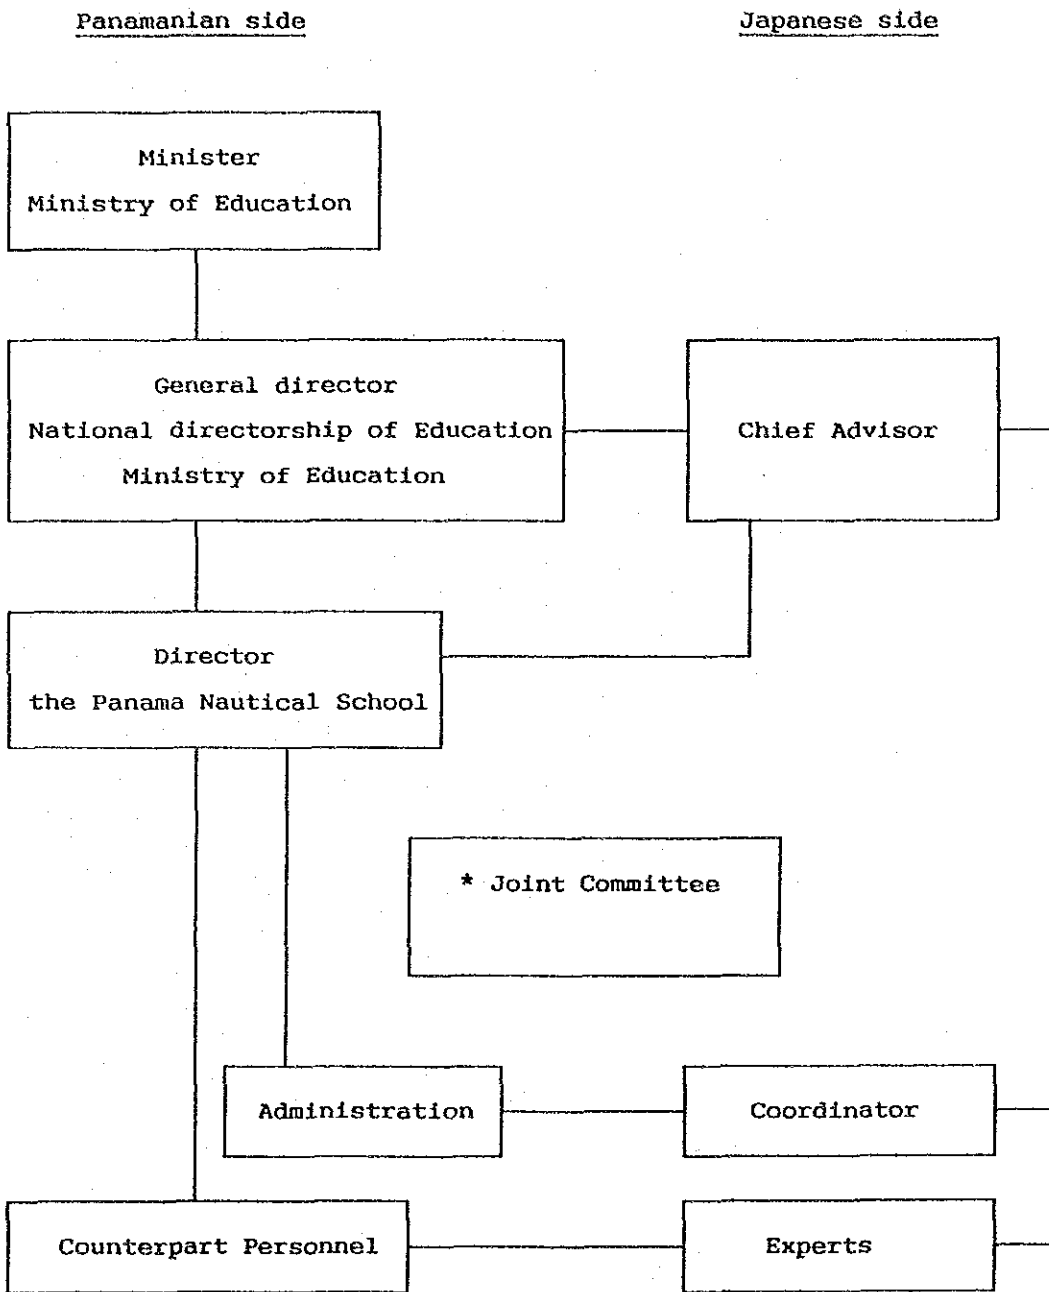 Panamanian side
Japanese side
Minister
Ministry of Education
General director
National directorship of Education
Ministry of Education
Chief Advisor
Director
the Panama Nautical School
* Joint Committee
Administration
Coordinator
Counterpart Personnel
Experts